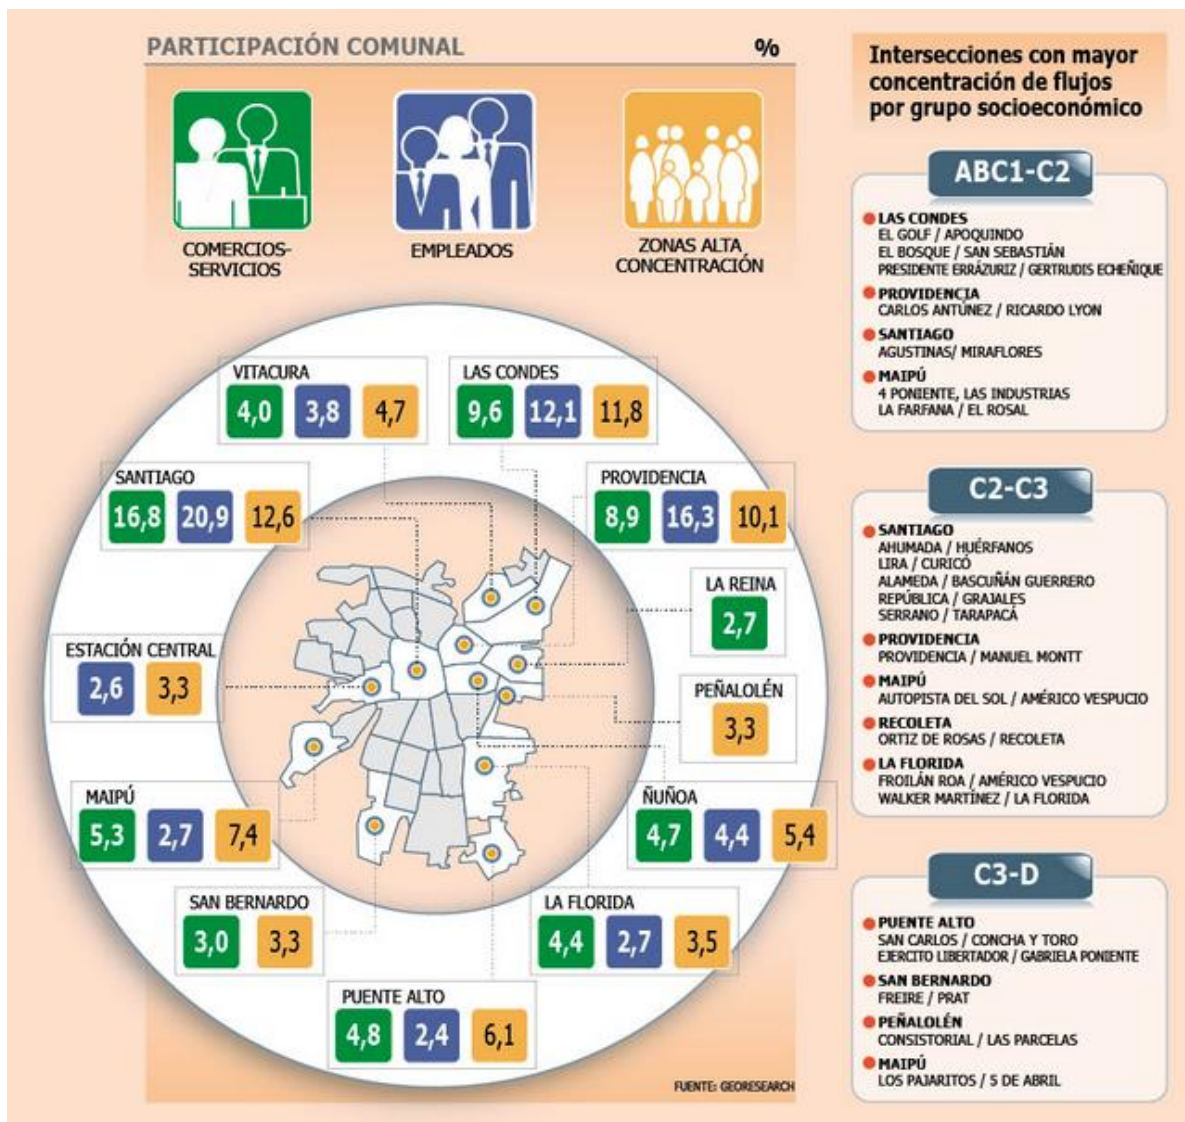 PARTICIPACIÓN COMUNAL %
COMERCIOS-
SERVICIOS
EMPLEADOS
ZONAS ALTA
CONCENTRACIÓN
VITACURA
4,0 3,8 4,7
LAS CONDES
9,6 12,1 11,8
SANTIAGO
16,8 20,9 12,6
PROVIDENCIA
8,9 16,3 10,1
LA REINA
2,7
ESTACIÓN CENTRAL
2,6 3,3
PEÑALOLÉN
3,3
MAIPÚ
5,3 2,7 7,4
ÑUÑOA
4,7 4,4 5,4
SAN BERNARDO
3,0 3,3
LA FLORIDA
4,4 2,7 3,5
PUENTE ALTO
4,8 2,4 6,1
FUENTE: GEORESEARCH
Intersecciones con mayor
concentración de flujos
por grupo socioeconómico
ABC1-C2
LAS CONDES
EL GOLF / APOQUINDO
EL BOSQUE / SAN SEBASTIÁN
PRESIDENTE ERRÁZURIZ / GERTRUDIS ECHEÑIQUE
PROVIDENCIA
CARLOS ANTÚNEZ / RICARDO LYON
SANTIAGO
AGUSTINAS/ MIRAFLORES
MAIPÚ
4 PONIENTE, LAS INDUSTRIAS
LA FARFANA / EL ROSAL
C2-C3
SANTIAGO
AHUMADA / HUÉRFANOS
LIRA / CURICÓ
ALAMEDA / BASCUÑÁN GUERRERO
REPÚBLICA / GRAJALES
SERRANO / TARAPACÁ
PROVIDENCIA
PROVIDENCIA / MANUEL MONTT
MAIPÚ
AUTOPISTA DEL SOL / AMÉRICO VESPUCIO
RECOLETA
ORTIZ DE ROSAS / RECOLETA
LA FLORIDA
FROILÁN ROA / AMÉRICO VESPUCIO
WALKER MARTÍNEZ / LA FLORIDA
C3-D
PUENTE ALTO
SAN CARLOS / CONCHA Y TORO
EJERCITO LIBERTADOR / GABRIELA PONIENTE
SAN BERNARDO
FREIRE / PRAT
PEÑALOLÉN
CONSISTORIAL / LAS PARCELAS
MAIPÚ
LOS PAJARITOS / 5 DE ABRIL